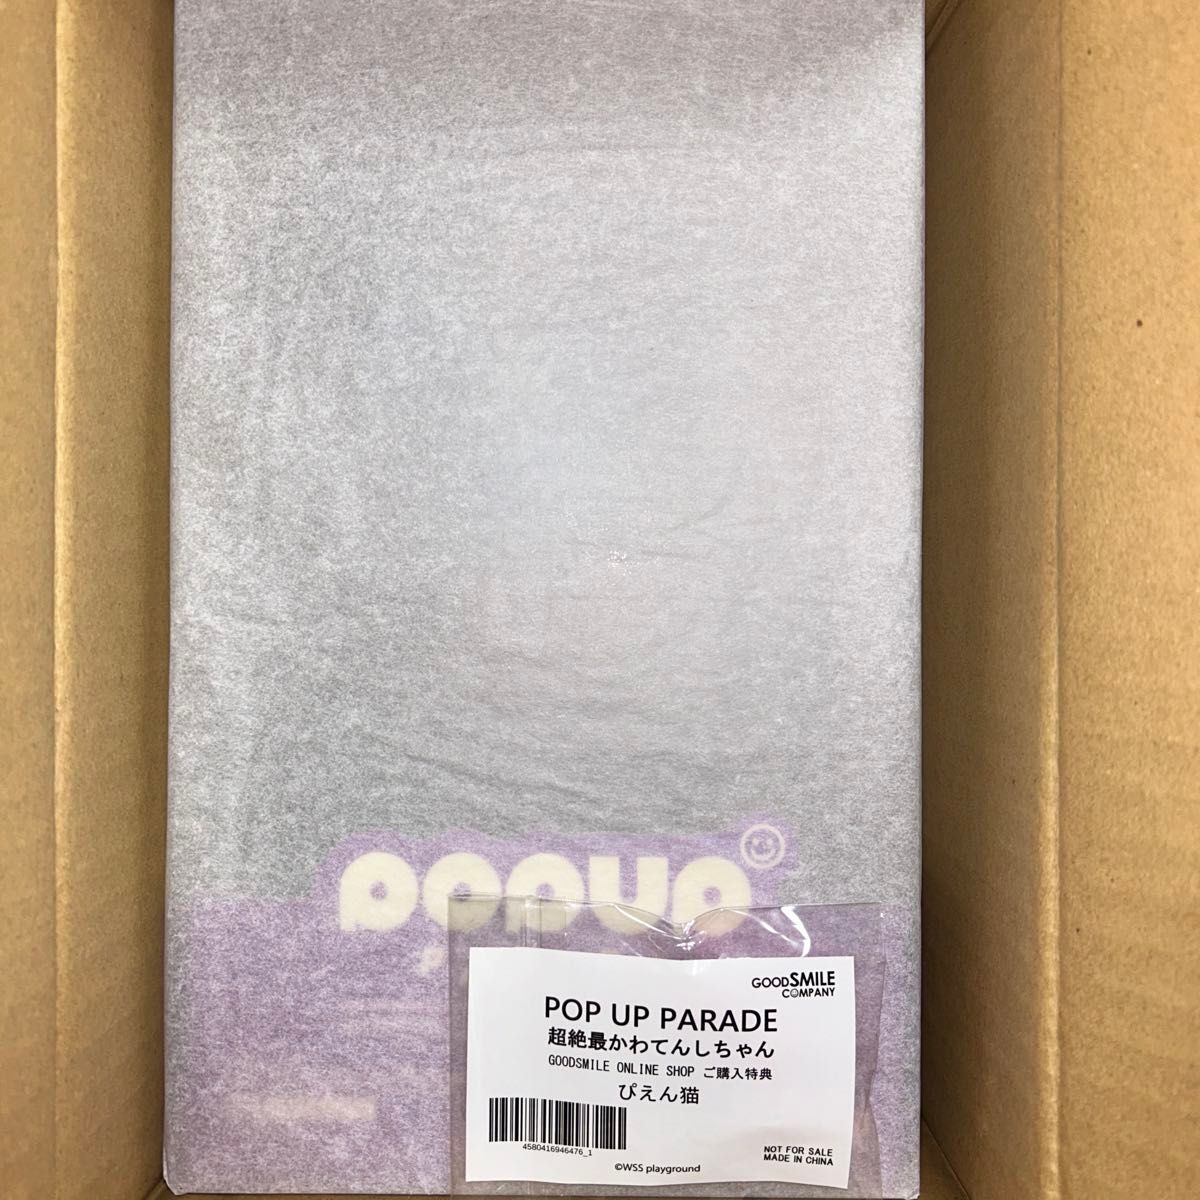 popup
GOODSMILE
COMPANY
POP UP PARADE
超絶最かわてんしちゃん
GOODSMILE ONLINE SHOP ご購入特典
ぴえん猫
4580416946476_1
NOT FOR SALE
MADE IN CHINA
©WSS playground